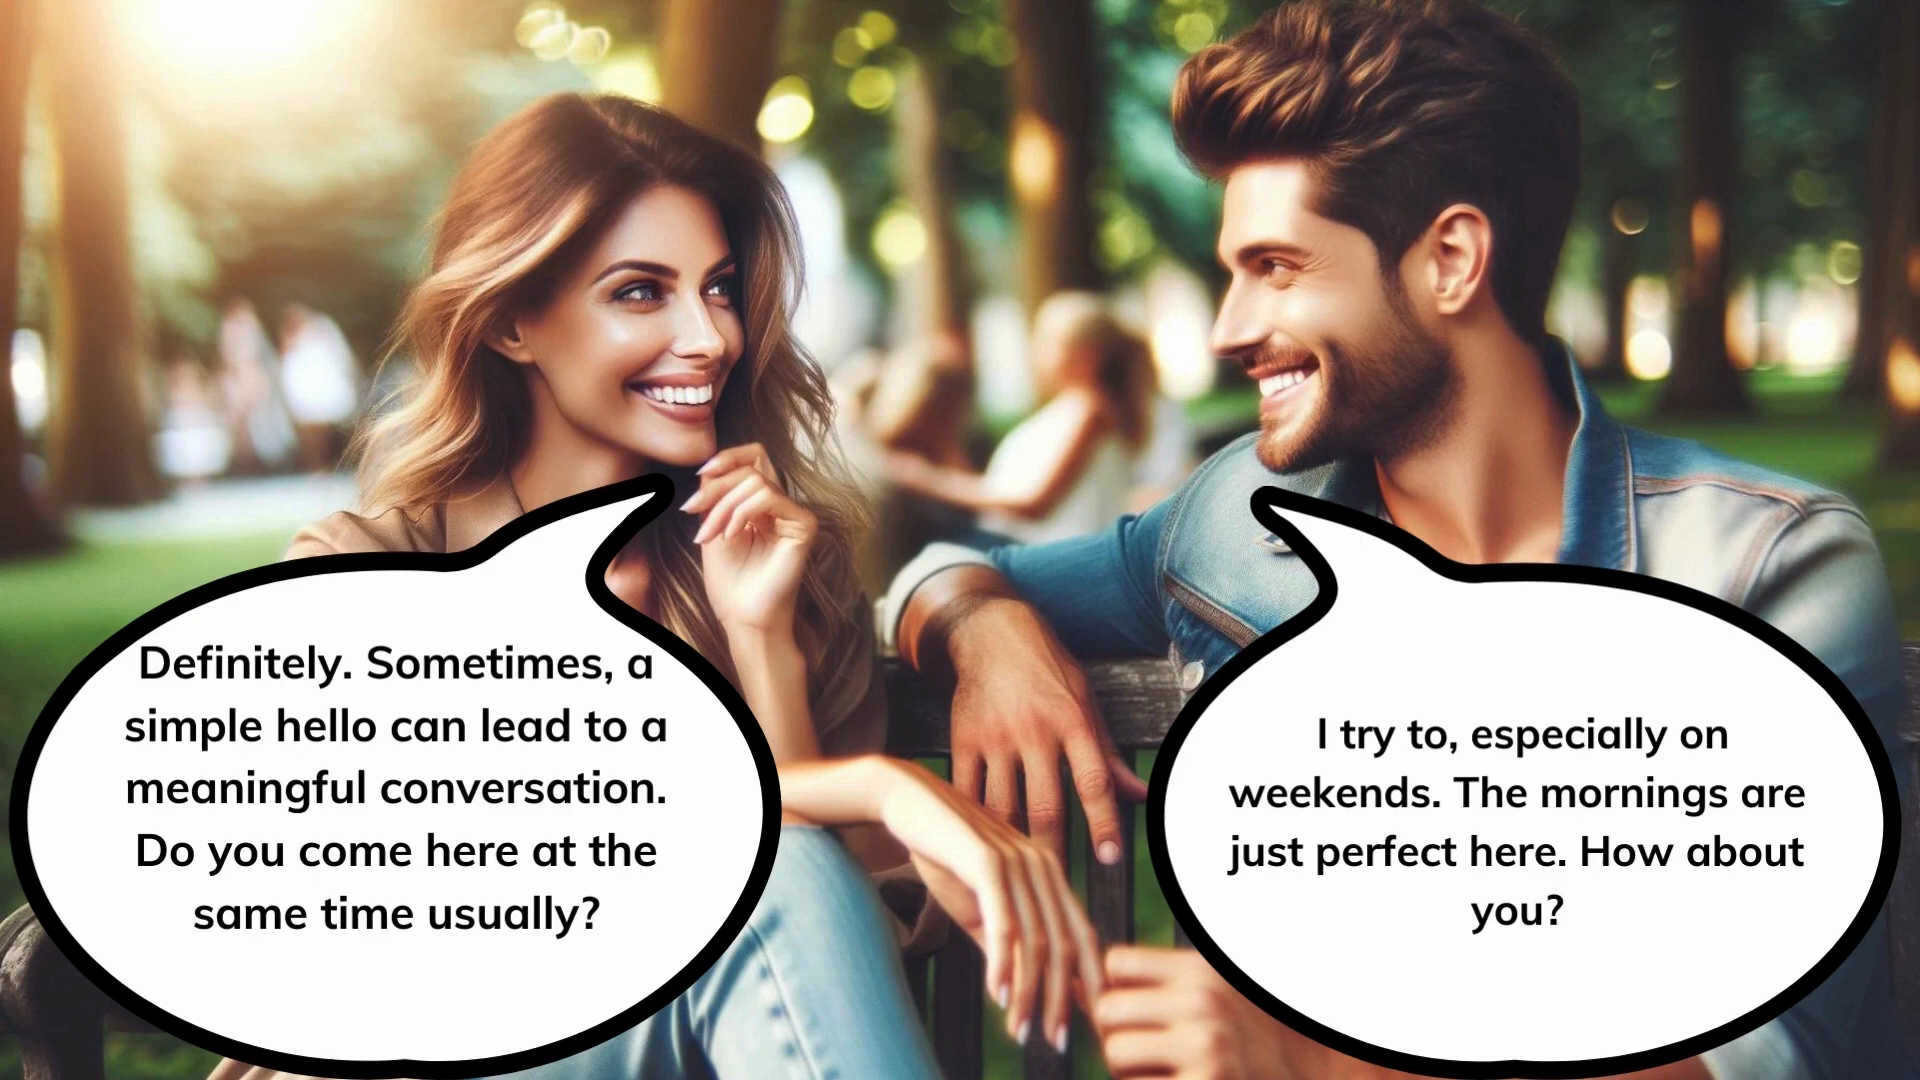 Definitely. Sometimes, a
simple hello can lead to a
meaningful conversation.
Do you come here at the
same time usually?
I try to, especially on
weekends. The mornings are
just perfect here. How about
you?